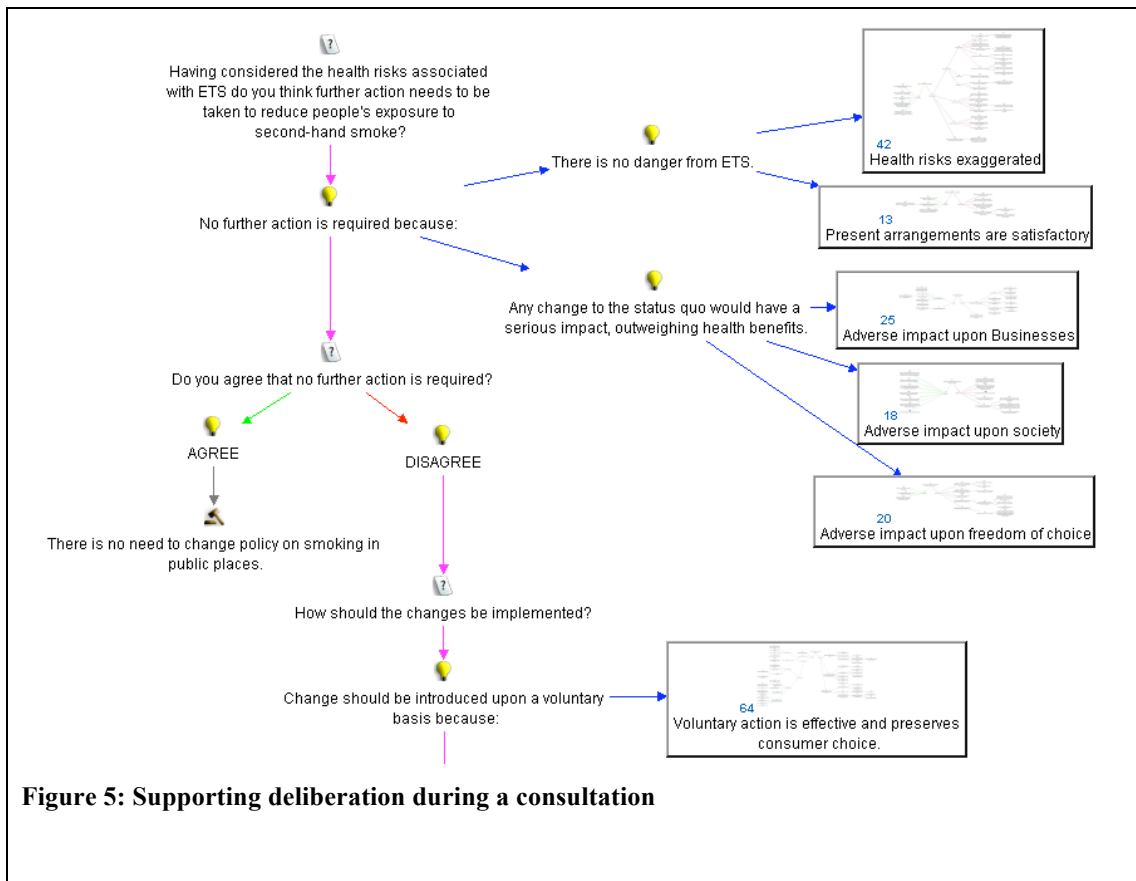 Having considered the health risks associated
with ETS do you think further action needs to be
taken to reduce people's exposure to
second-hand smoke?
There is no danger from ETS.
42
Health risks exaggerated
No further action is required because:
13
Present arrangements are satisfactory
Any change to the status quo would have a
serious impact, outweighing health benefits.
25
Adverse impact upon Businesses
Do you agree that no further action is required?
18
Adverse impact upon society
AGREE
DISAGREE
20
Adverse impact upon freedom of choice
There is no need to change policy on smoking in
public places.
How should the changes be implemented?
Change should be introduced upon a voluntary
basis because:
64
Voluntary action is effective and preserves
consumer choice.
Figure 5: Supporting deliberation during a consultation